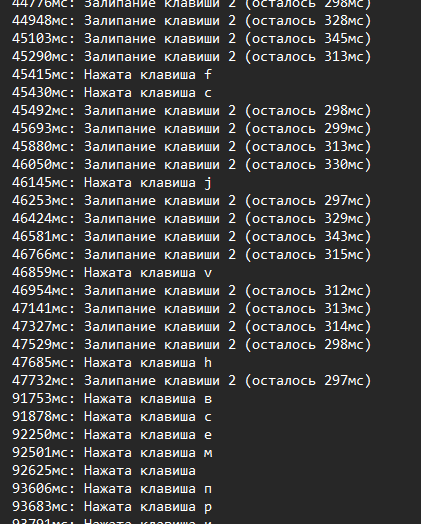 44776мс: Залипание клавиши 2 (осталось 298мс)
44948мс: Залипание клавиши 2 (осталось 328мс)
45103мс: Залипание клавиши 2 (осталось 345мс)
45290мс: Залипание клавиши 2 (осталось 313мс)
45415мс: Нажата клавиша f
45430мс: Нажата клавиша c
45492мс: Залипание клавиши 2 (осталось 298мс)
45693мс: Залипание клавиши 2 (осталось 299мс)
45880мс: Залипание клавиши 2 (осталось 313мс)
46050мс: Залипание клавиши 2 (осталось 330мс)
46145мс: Нажата клавиша j
46253мс: Залипание клавиши 2 (осталось 297мс)
46424мс: Залипание клавиши 2 (осталось 329мс)
46581мс: Залипание клавиши 2 (осталось 343мс)
46766мс: Залипание клавиши 2 (осталось 315мс)
46859мс: Нажата клавиша v
46954мс: Залипание клавиши 2 (осталось 312мс)
47141мс: Залипание клавиши 2 (осталось 313мс)
47327мс: Залипание клавиши 2 (осталось 314мс)
47529мс: Залипание клавиши 2 (осталось 298мс)
47685мс: Нажата клавиша h
47732мс: Залипание клавиши 2 (осталось 297мс)
91753мс: Нажата клавиша в
91878мс: Нажата клавиша с
92250мс: Нажата клавиша е
92501мс: Нажата клавиша м
92625мс: Нажата клавиша
93606мс: Нажата клавиша п
93683мс: Нажата клавиша р
93791мс: Нажата клавиша и